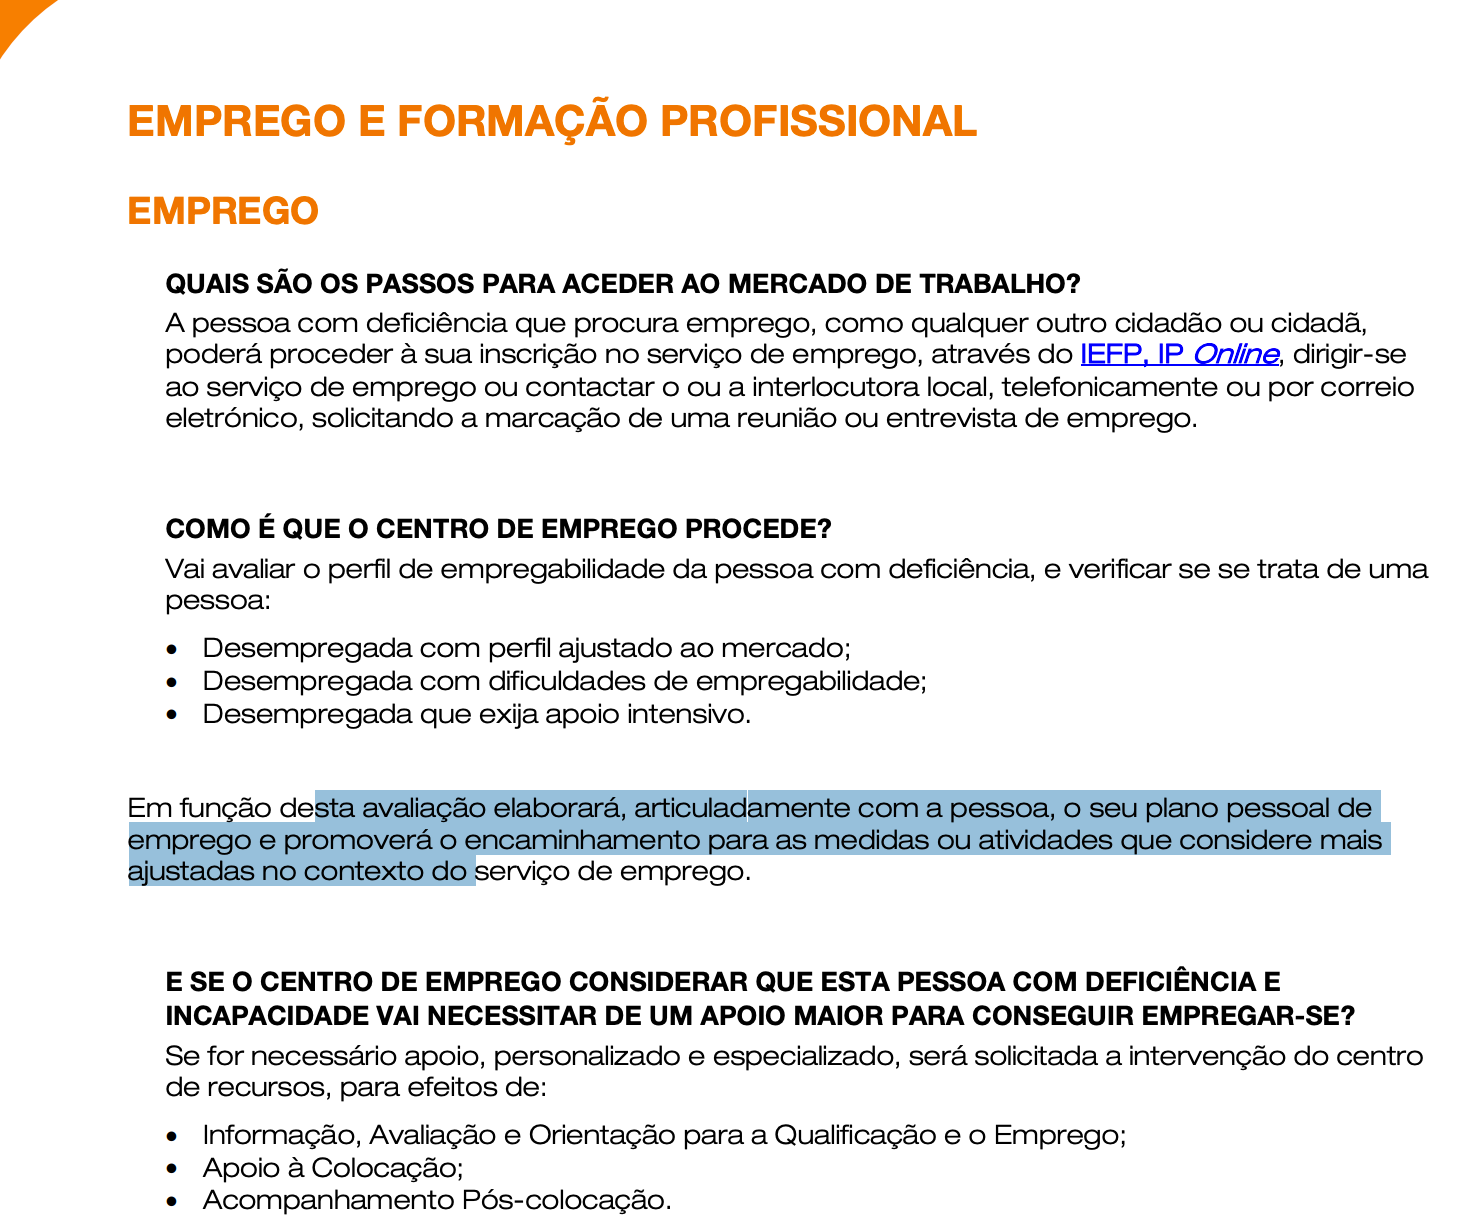 EMPREGO E FORMAÇÃO PROFISSIONAL
EMPREGO
QUAIS SÃO OS PASSOS PARA ACEDER AO MERCADO DE TRABALHO?
A pessoa com deficiência que procura emprego, como qualquer outro cidadão ou cidadã,
poderá proceder à sua inscrição no serviço de emprego, através do IEFP, IP Online, dirigir-se
ao serviço de emprego ou contactar o ou a interlocutora local, telefonicamente ou por correio
eletrónico, solicitando a marcação de uma reunião ou entrevista de emprego.
COMO É QUE O CENTRO DE EMPREGO PROCEDE?
Vai avaliar o perfil de empregabilidade da pessoa com deficiência, e verificar se se trata de uma
pessoa:
• Desempregada com perfil ajustado ao mercado;
• Desempregada com dificuldades de empregabilidade;
• Desempregada que exija apoio intensivo.
Em função desta avaliação elaborará, articuladamente com a pessoa, o seu plano pessoal de
emprego e promoverá o encaminhamento para as medidas ou atividades que considere mais
ajustadas no contexto do serviço de emprego.
E SE O CENTRO DE EMPREGO CONSIDERAR QUE ESTA PESSOA COM DEFICIÊNCIA E
INCAPACIDADE VAI NECESSITAR DE UM APOIO MAIOR PARA CONSEGUIR EMPREGAR-SE?
Se for necessário apoio, personalizado e especializado, será solicitada a intervenção do centro
de recursos, para efeitos de:
• Informação, Avaliação e Orientação para a Qualificação e o Emprego;
• Apoio à Colocação;
• Acompanhamento Pós-colocação.